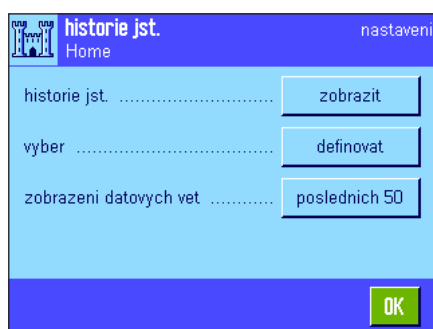 historie jst. nastaveni
Home
historie jst. ............................ zobrazit
vyber .................................... definovat
zobrazeni datovych vet ............ poslednich 50
OK